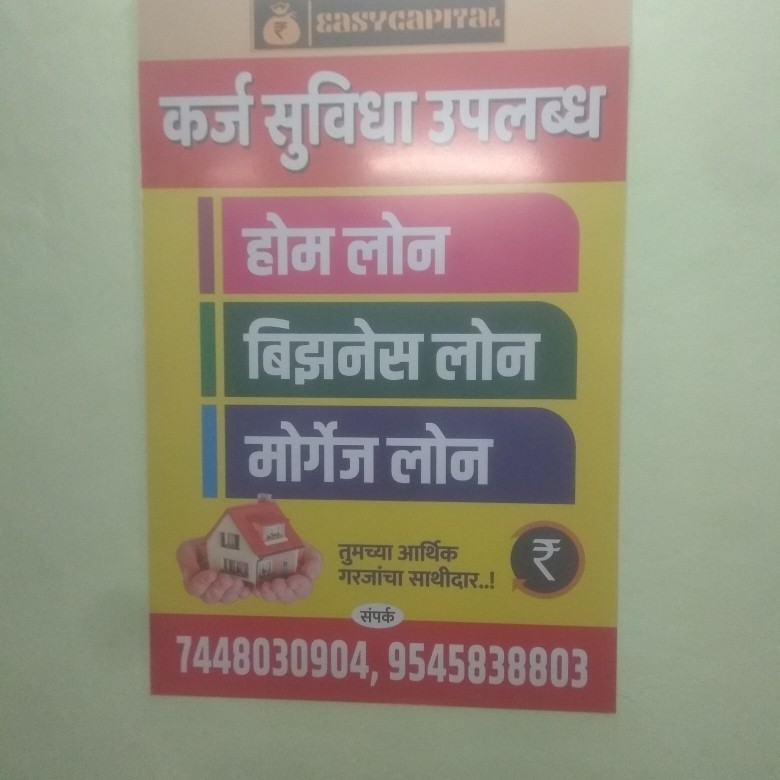 EASYCAPITAL
कर्ज सुविधा उपलब्ध
होम लोन
बिझनेस लोन
मोर्गेज लोन
तुमच्या आर्थिक
गरजांचा साथीदार..!
₹
संपर्क
7448030904, 9545838803